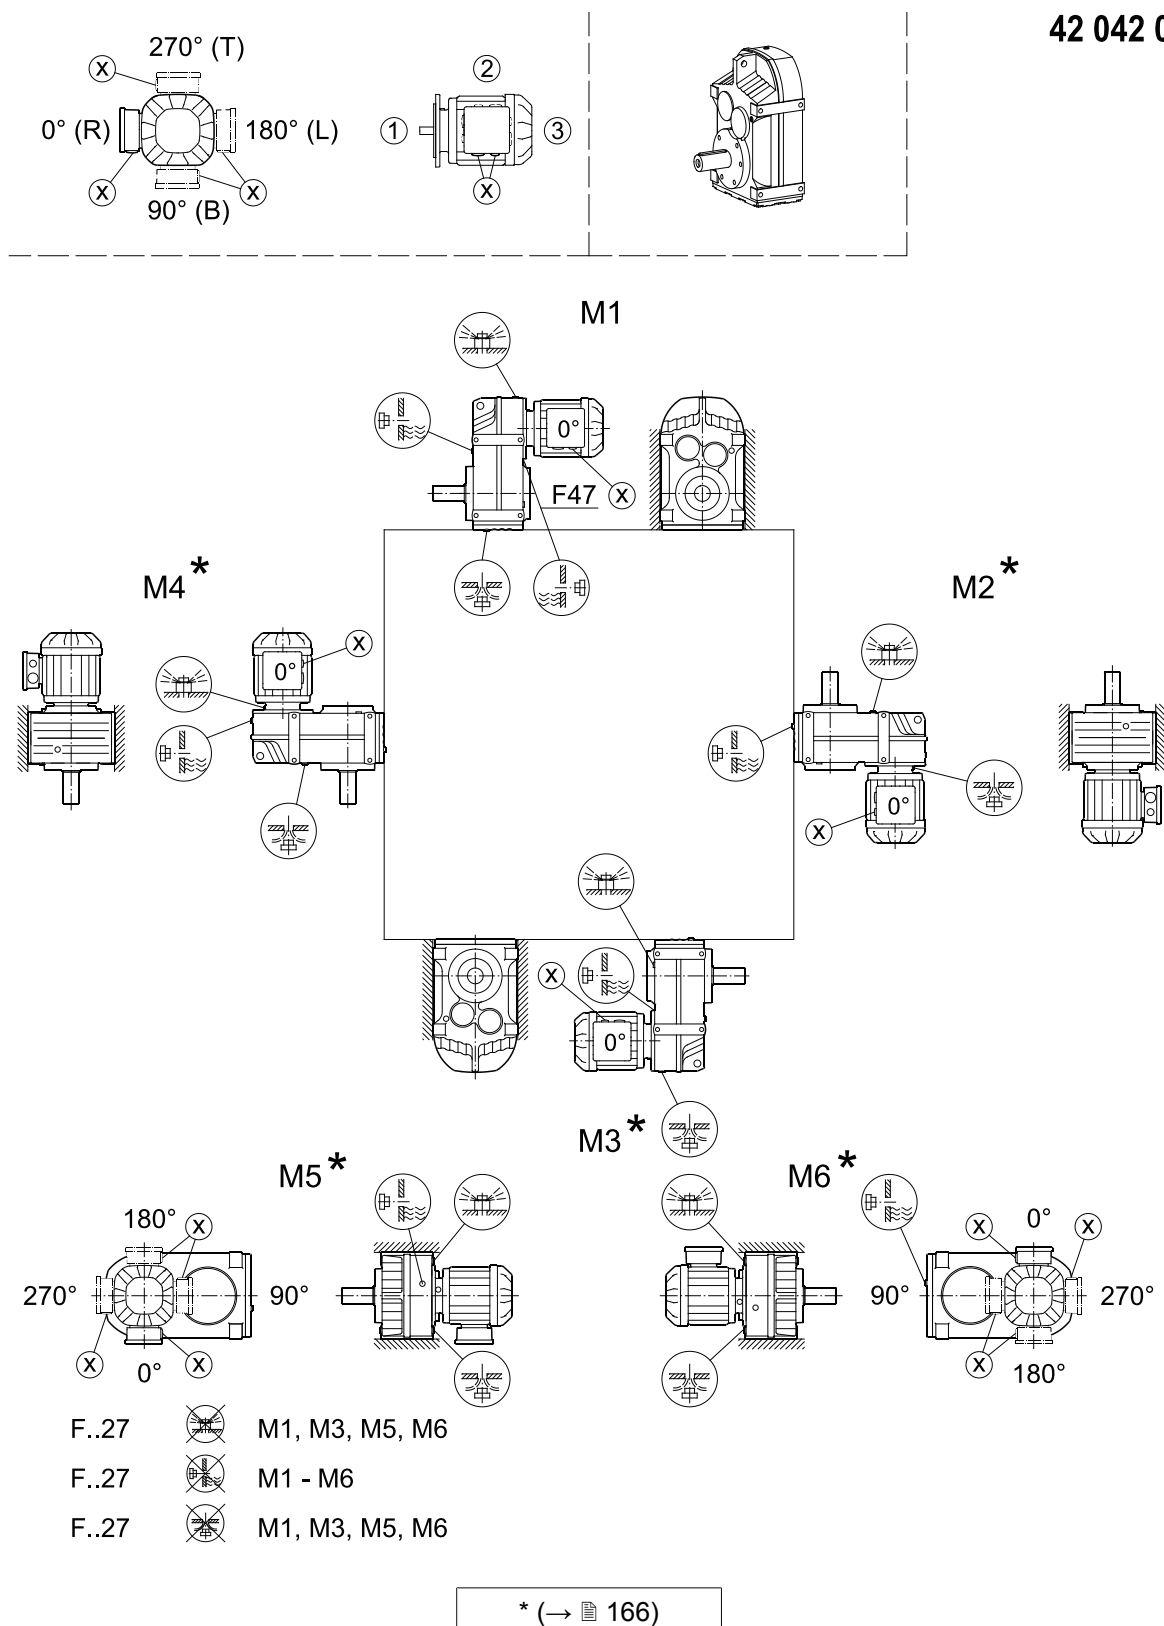 42 042 0
270° (T)
X
0° (R)
180° (L)
X
X
90° (B)
2
1
3
X
M1
0°
F47
X
M4*
M2*
X
0°
0°
X
X
0°
M3*
M5*
M6*
180°
X
270°
90°
X
0°
X
X
0°
X
90°
270°
X
180°
F..27 M1, M3, M5, M6
F..27 M1 - M6
F..27 M1, M3, M5, M6
* (→ 166)